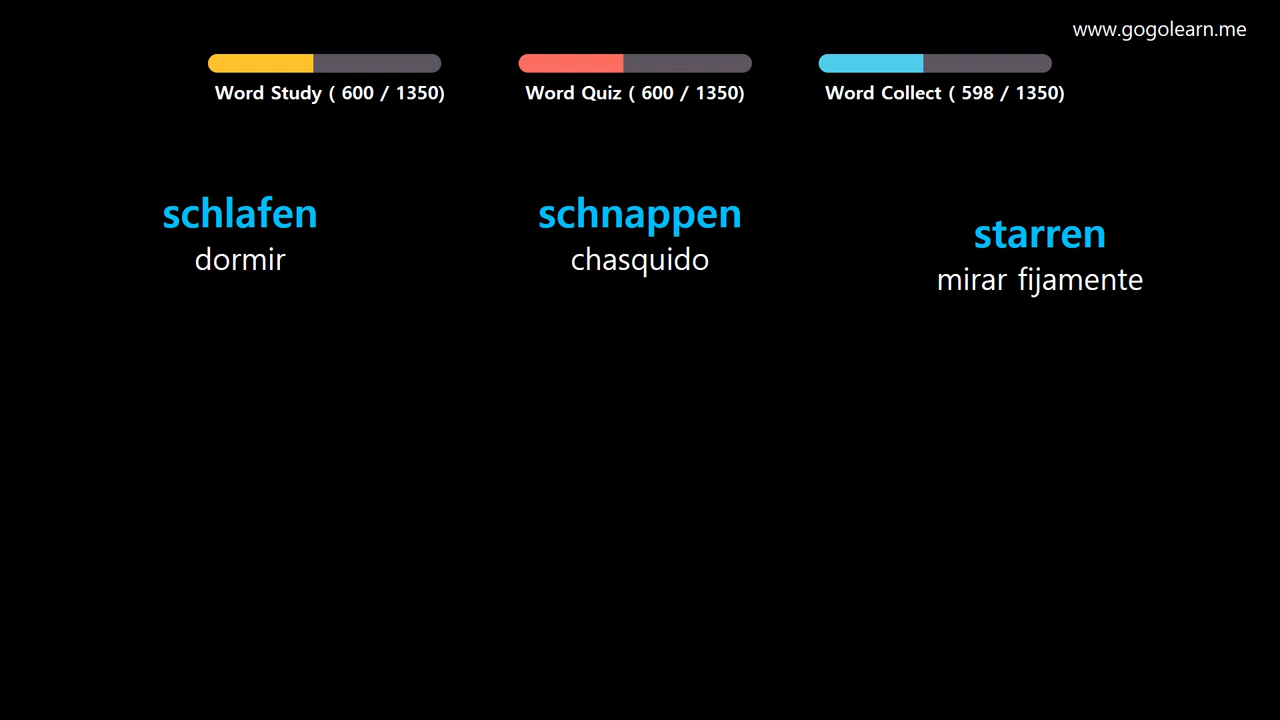 www.gogolearn.me
Word Study ( 600 / 1350)
Word Quiz ( 600 / 1350)
Word Collect ( 598 / 1350)
schlafen
dormir
schnappen
chasquido
starren
mirar fijamente